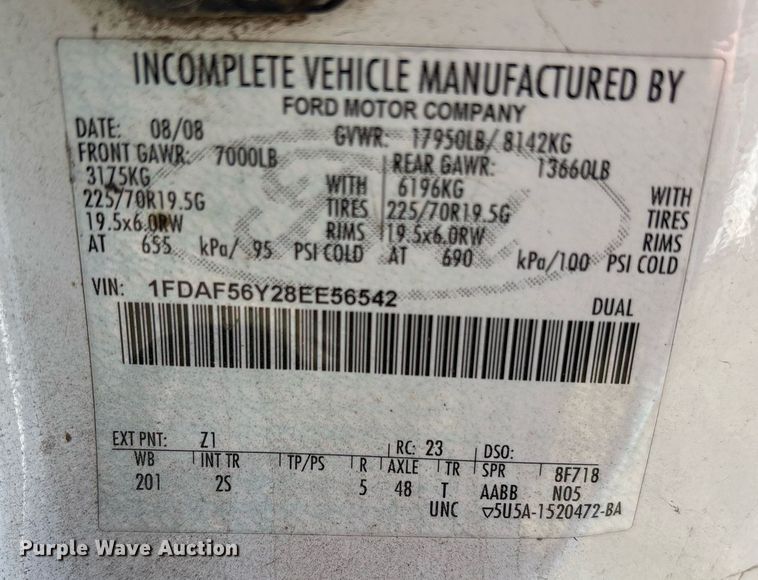 INCOMPLETE VEHICLE MANUFACTURED BY
FORD MOTOR COMPANY
DATE: 08/08 GVWR: 17950LB/ 8142KG
FRONT GAWR: 7000LB REAR GAWR: 13660LB
3175KG WITH 6196KG WITH
225/70R19.5G TIRES 225/70R19.5G TIRES
19.5x6.0RW RIMS 19.5x6.0RW RIMS
AT 655 kPa/ 95 PSI COLD AT 690 kPa/100 PSI COLD
VIN: 1FDAF56Y28EE56542 DUAL
EXT PNT: Z1 RC: 23 DSO:
WB INT TR TP/PS R AXLE TR SPR 8F718
201 2S 5 48 T AABB N05
UNC ▽5U5A-1520472-BA
Purple Wave Auction